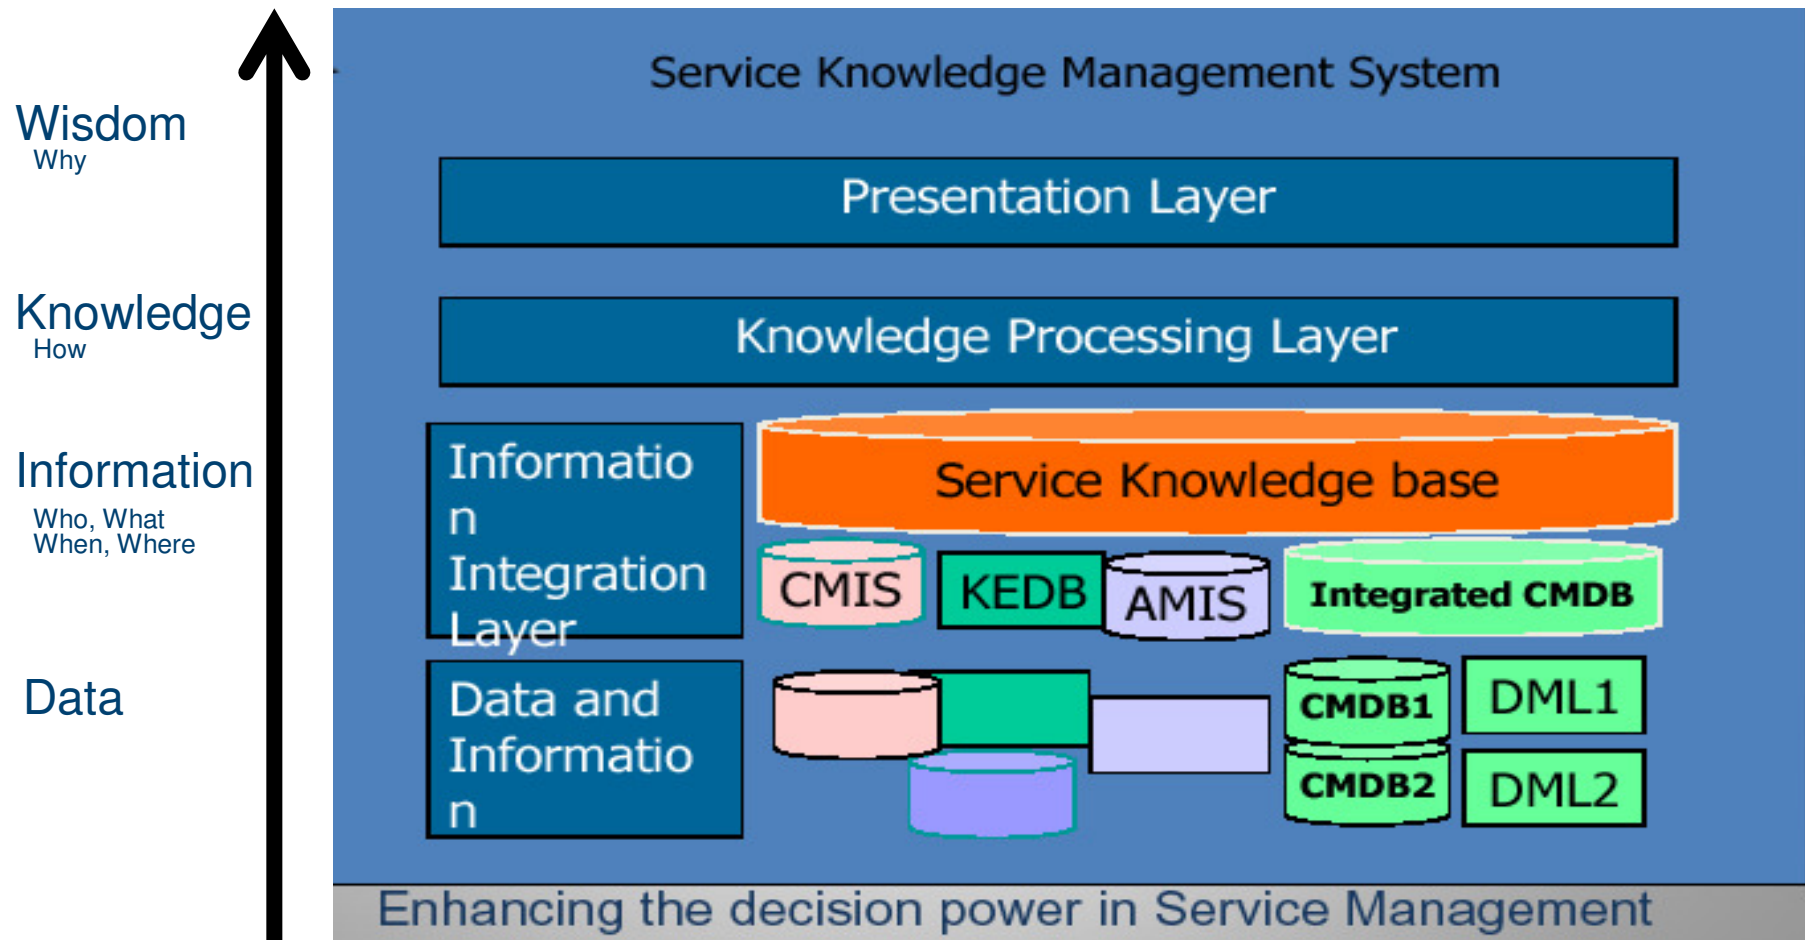 Service Knowledge Management System
Wisdom
Why
Presentation Layer
Knowledge
How
Knowledge Processing Layer
Information
Who, What
When, Where
Informatio
n
Integration
Layer
Service Knowledge base
CMIS
KEDB
AMIS
Integrated CMDB
Data
Data and
Informatio
n
CMDB1
DML1
CMDB2
DML2
Enhancing the decision power in Service Management